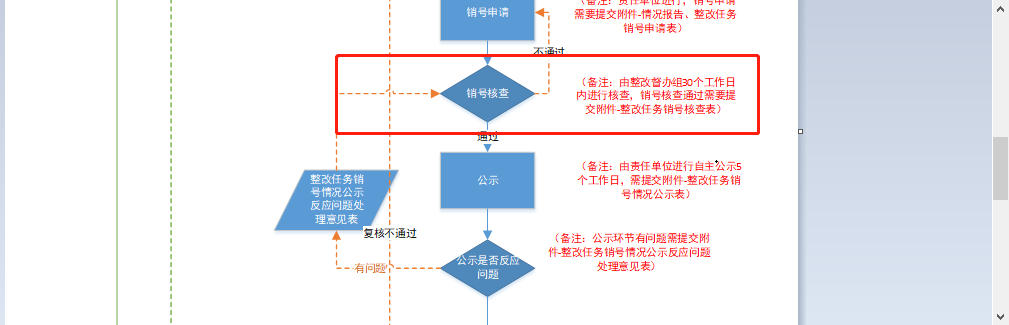 （备注：责任单位进行，销号申请
需要提交附件-情况报告、整改任务
销号申请表）
销号申请
不通过
销号核查
（备注：由整改督办组30个工作日
内进行核查，销号核查通过需要提
交附件-整改任务销号核查表）
通过
公示
（备注：由责任单位进行自主公示5
个工作日，需提交附件-整改任务销
号情况公示表）
整改任务销
号情况公示
反应问题处
理意见表
复核不通过
公示是否反应
问题
（备注：公示环节有问题需提交附
件-整改任务销号情况公示反应问题
处理意见表）
有问题